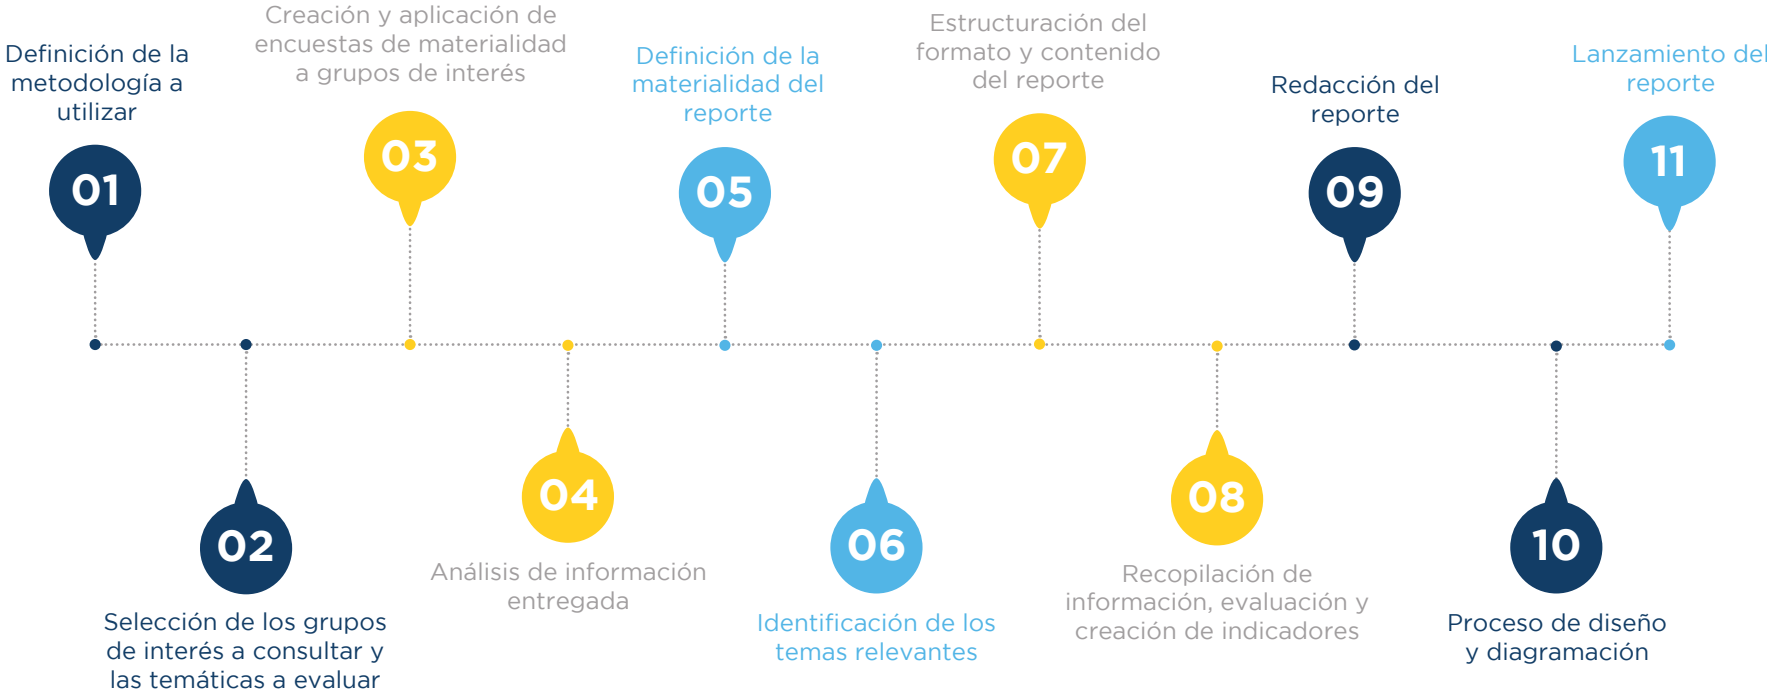 Definición de la
metodología a
utilizar
01
02
Selección de los grupos
de interés a consultar y
las temáticas a evaluar
Creación y aplicación de
encuestas de materialidad
a grupos de interés
03
04
Análisis de información
entregada
Definición de la
materialidad del
reporte
05
06
Identificación de los
temas relevantes
Estructuración del
formato y contenido
del reporte
07
08
Recopilación de
información, evaluación y
creación de indicadores
Redacción del
reporte
09
10
Proceso de diseño
y diagramación
Lanzamiento del
reporte
11